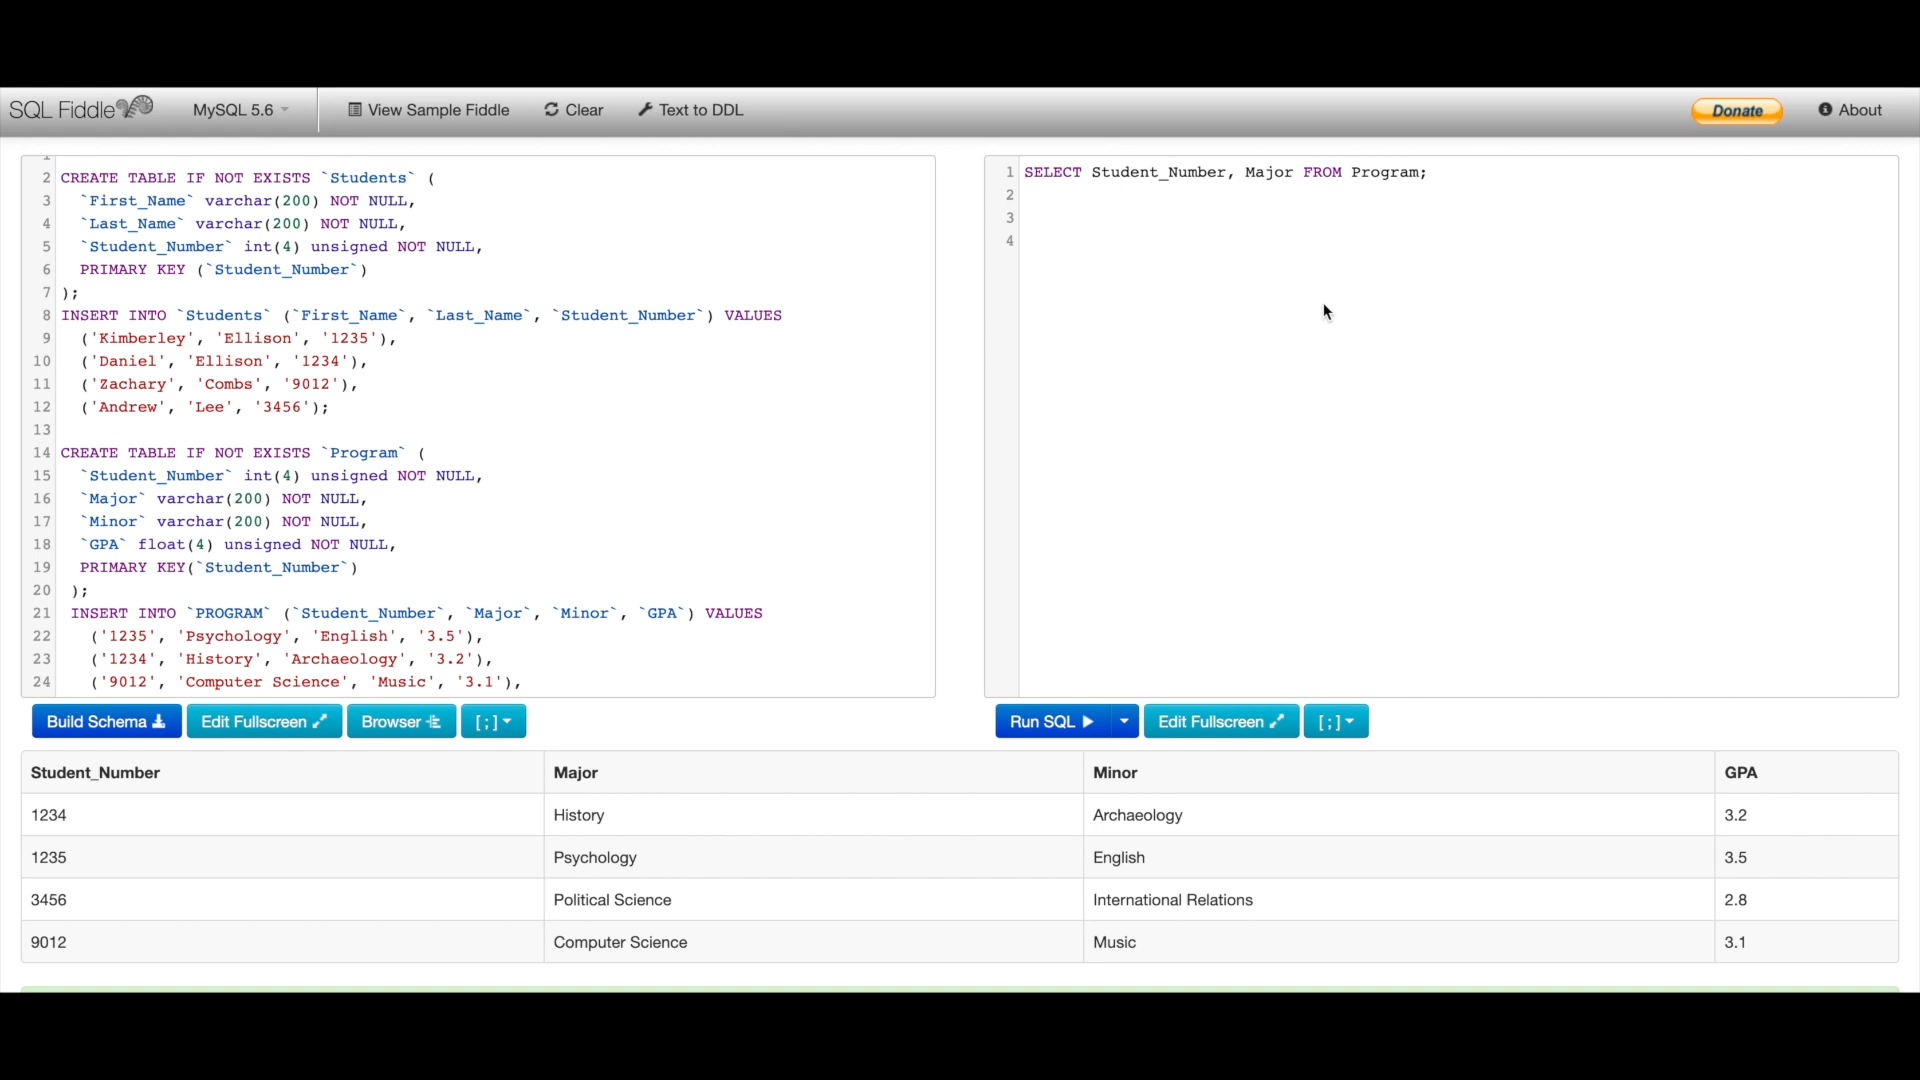 SQL Fiddle MySQL 5.6 View Sample Fiddle Clear Text to DDL Donate About
2 CREATE TABLE IF NOT EXISTS `Students` (
3 `First_Name` varchar(200) NOT NULL,
4 `Last_Name` varchar(200) NOT NULL,
5 `Student_Number` int(4) unsigned NOT NULL,
6 PRIMARY KEY (`Student_Number`)
7 );
8 INSERT INTO `Students` (`First_Name`, `Last_Name`, `Student_Number`) VALUES
9 ('Kimberley', 'Ellison', '1235'),
10 ('Daniel', 'Ellison', '1234'),
11 ('Zachary', 'Combs', '9012'),
12 ('Andrew', 'Lee', '3456');
13
14 CREATE TABLE IF NOT EXISTS `Program` (
15 `Student_Number` int(4) unsigned NOT NULL,
16 `Major` varchar(200) NOT NULL,
17 `Minor` varchar(200) NOT NULL,
18 `GPA` float(4) unsigned NOT NULL,
19 PRIMARY KEY(`Student_Number`)
20 );
21 INSERT INTO `PROGRAM` (`Student_Number`, `Major`, `Minor`, `GPA`) VALUES
22 ('1235', 'Psychology', 'English', '3.5'),
23 ('1234', 'History', 'Archaeology', '3.2'),
24 ('9012', 'Computer Science', 'Music', '3.1'),
1 SELECT Student_Number, Major FROM Program;
2
3
4
Build Schema Edit Fullscreen Browser [ ; ]
Run SQL Edit Fullscreen [ ; ]
Student_Number Major Minor GPA
1234 History Archaeology 3.2
1235 Psychology English 3.5
3456 Political Science International Relations 2.8
9012 Computer Science Music 3.1